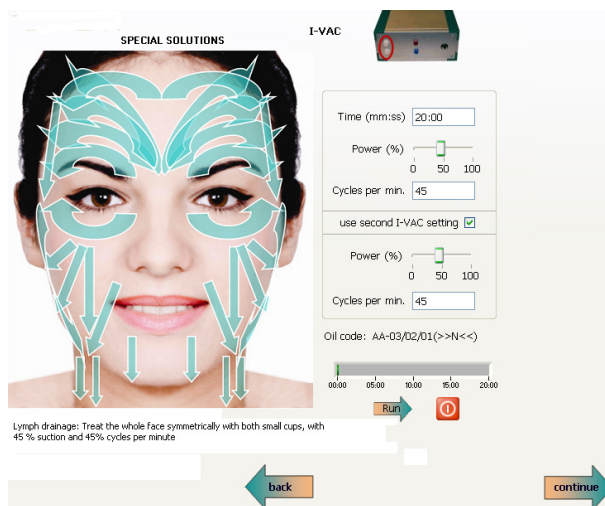 SPECIAL SOLUTIONS
I-VAC
Time (mm:ss) 20:00
Power (%)
0 50 100
Cycles per min. 45
use second I-VAC setting
Power (%)
0 50 100
Cycles per min. 45
Oil code: AA-03/02/01(>>N<<)
00:00 05:00 10:00 15:00 20:00
Run
Lymph drainage: Treat the whole face symmetrically with both small cups, with
45 % suction and 45% cycles per minute
back
continue